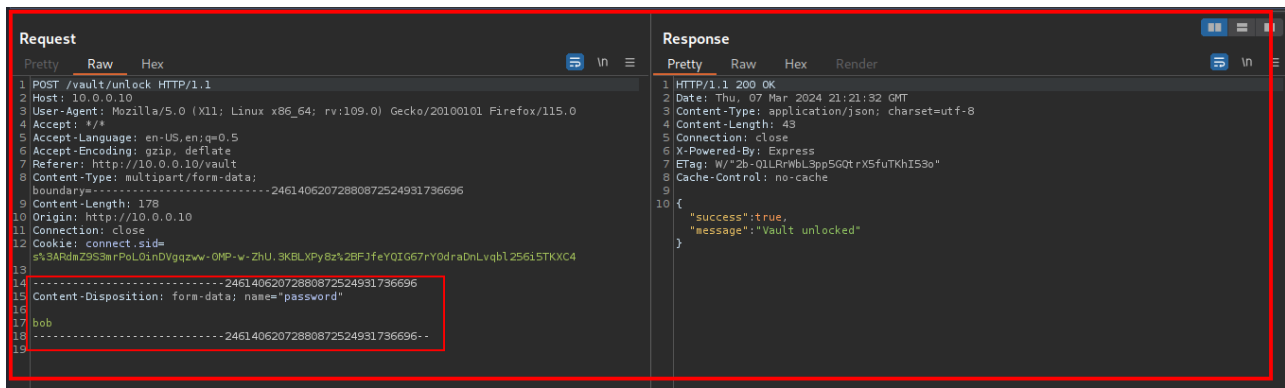 Request
Pretty Raw Hex
\n
1 POST /vault/unlock HTTP/1.1
2 Host: 10.0.0.10
3 User-Agent: Mozilla/5.0 (X11; Linux x86_64; rv:109.0) Gecko/20100101 Firefox/115.0
4 Accept: */*
5 Accept-Language: en-US,en;q=0.5
6 Accept-Encoding: gzip, deflate
7 Referer: http://10.0.0.10/vault
8 Content-Type: multipart/form-data;
boundary=---------------------------246140620728808725249317​36696
9 Content-Length: 178
10 Origin: http://10.0.0.10
11 Connection: close
12 Cookie: connect.sid=
s%3ARdmZ9S3mrPoL0inDVgqzww-OMP-w-ZhU.3KBLXPy8z%2BFJfeYQIG67rY0draDnLvqbl256i5TKXC4
13
14 -----------------------------24614062072880872524931736696
15 Content-Disposition: form-data; name="password"
16
17 bob
18 -----------------------------24614062072880872524931736696--
19
Response
Pretty Raw Hex Render
\n
1 HTTP/1.1 200 OK
2 Date: Thu, 07 Mar 2024 21:21:32 GMT
3 Content-Type: application/json; charset=utf-8
4 Content-Length: 43
5 Connection: close
6 X-Powered-By: Express
7 ETag: W/"2b-Q1LRrWbL3pp5GQtrX5fuTKhI53o"
8 Cache-Control: no-cache
9
10 {
"success":true,
"message":"Vault unlocked"
}